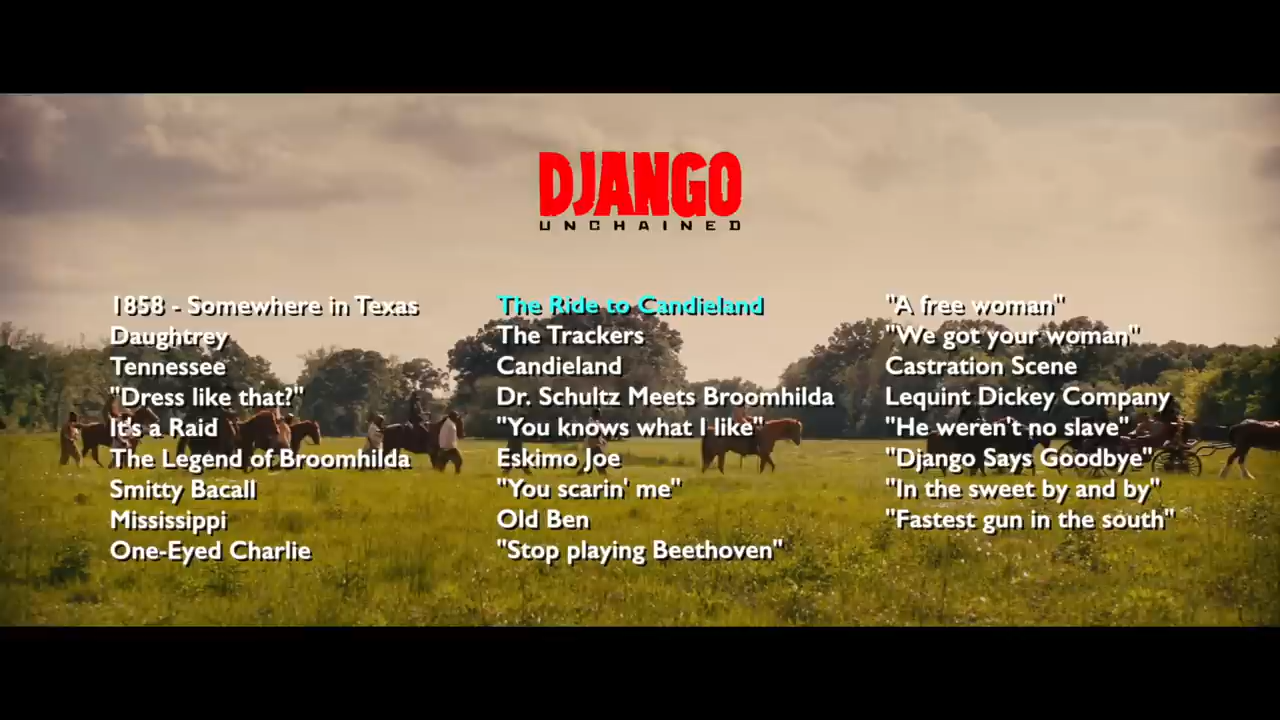 DJANGO
UNCHAINED
1858 - Somewhere in Texas
Daughtrey
Tennessee
"Dress like that?"
It's a Raid
The Legend of Broomhilda
Smitty Bacall
Mississippi
One-Eyed Charlie
The Ride to Candieland
The Trackers
Candieland
Dr. Schultz Meets Broomhilda
"You knows what I like"
Eskimo Joe
"You scarin' me"
Old Ben
"Stop playing Beethoven"
"A free woman"
"We got your woman"
Castration Scene
Lequint Dickey Company
"He weren't no slave"
"Django Says Goodbye"
"In the sweet by and by"
"Fastest gun in the south"